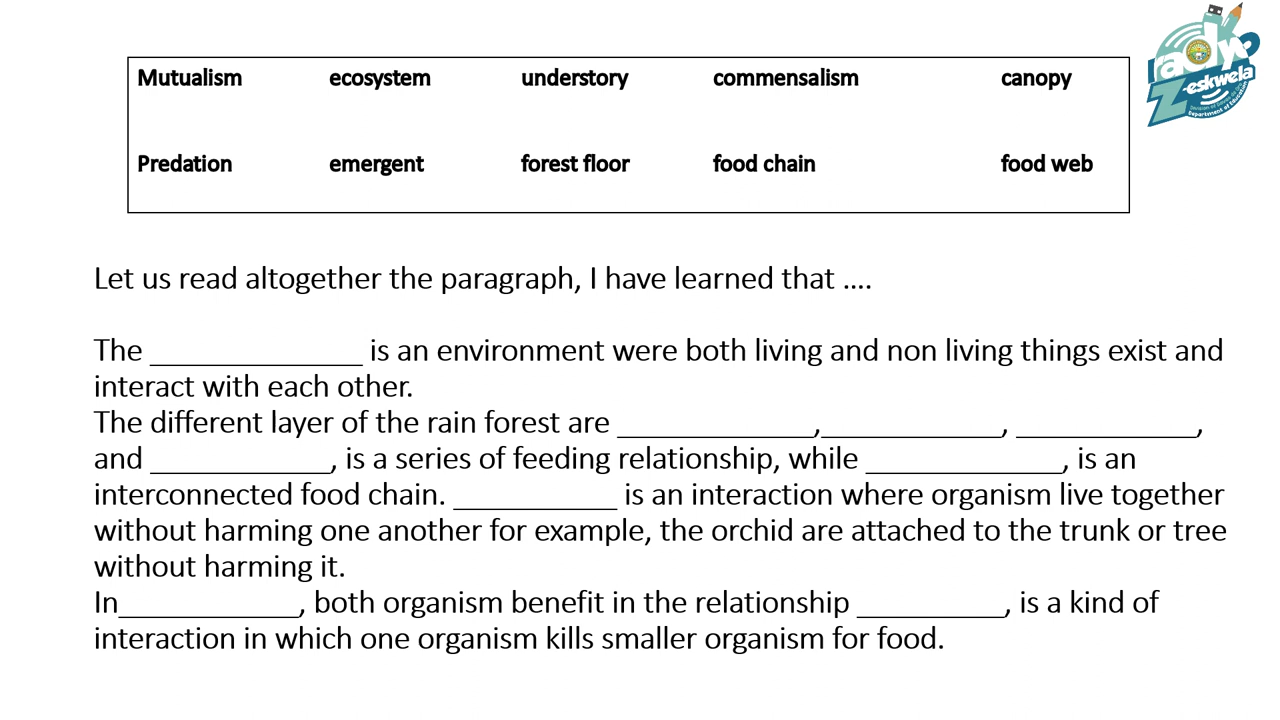 Mutualism ecosystem understory commensalism canopy
Predation emergent forest floor food chain food web
Let us read altogether the paragraph, I have learned that ....
The ______________ is an environment were both living and non living things exist and
interact with each other.
The different layer of the rain forest are _____________,____________, ____________,
and ____________, is a series of feeding relationship, while _____________, is an
interconnected food chain. ___________ is an interaction where organism live together
without harming one another for example, the orchid are attached to the trunk or tree
without harming it.
In____________, both organism benefit in the relationship __________, is a kind of
interaction in which one organism kills smaller organism for food.
eskwela
Department of Education